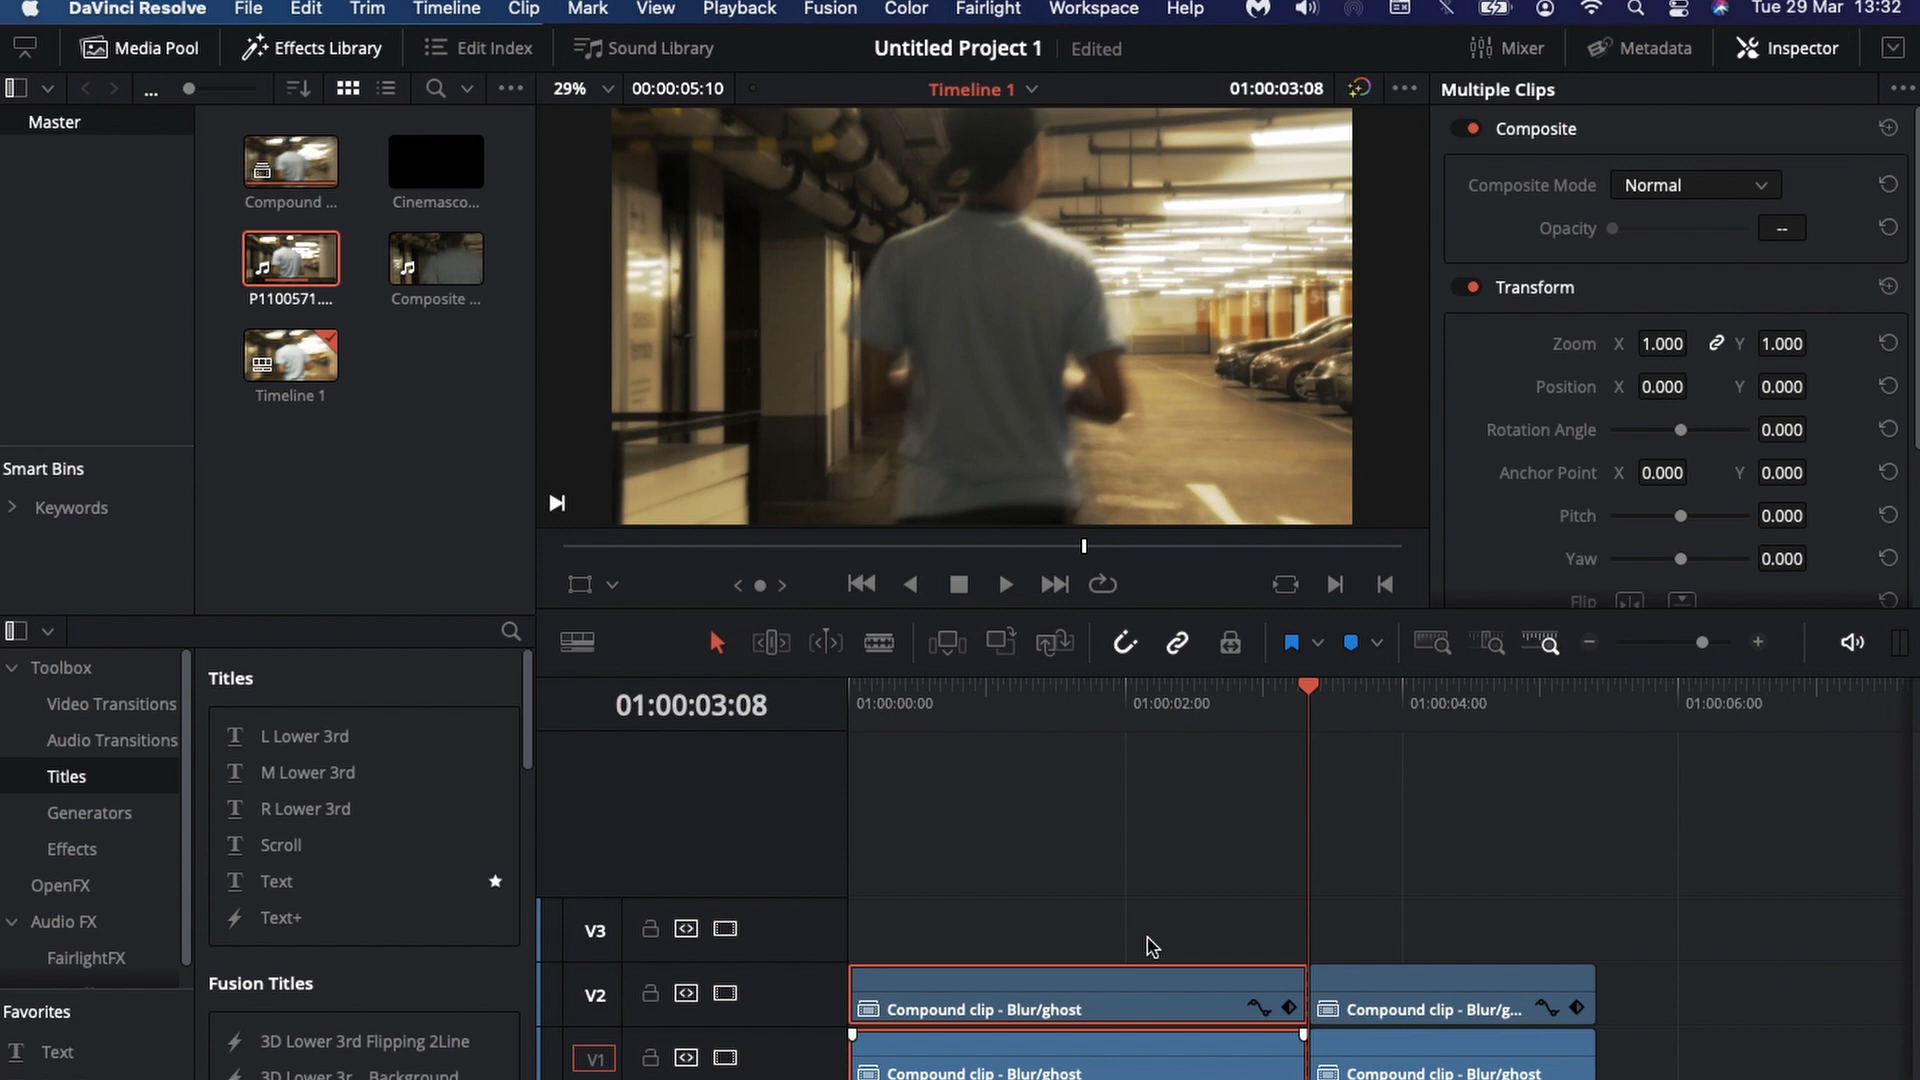 DaVinci Resolve File Edit Trim Timeline Clip Mark View Playback Fusion Color Fairlight Workspace Help Tue 29 Mar 13:32
Media Pool Effects Library Edit Index Sound Library Untitled Project 1 Edited Mixer Metadata Inspector
... 29% 00:00:05:10 Timeline 1 01:00:03:08 Multiple Clips
Master
Compound ...
Cinemasco...
P1100571....
Composite ...
Timeline 1
Smart Bins
Keywords
Composite
Composite Mode Normal
Opacity --
Transform
Zoom X 1.000 Y 1.000
Position X 0.000 Y 0.000
Rotation Angle 0.000
Anchor Point X 0.000 Y 0.000
Pitch 0.000
Yaw 0.000
Flip
Toolbox
Video Transitions
Audio Transitions
Titles
Generators
Effects
OpenFX
Audio FX
FairlightFX
Favorites
Text
Titles
L Lower 3rd
M Lower 3rd
R Lower 3rd
Scroll
Text
Text+
Fusion Titles
3D Lower 3rd Flipping 2Line
3D Lower 3r... Background
01:00:03:08 01:00:00:00 01:00:02:00 01:00:04:00 01:00:06:00
V3
V2 Compound clip - Blur/ghost Compound clip - Blur/g...
V1 Compound clip - Blur/ghost Compound clip - Blur/ghost